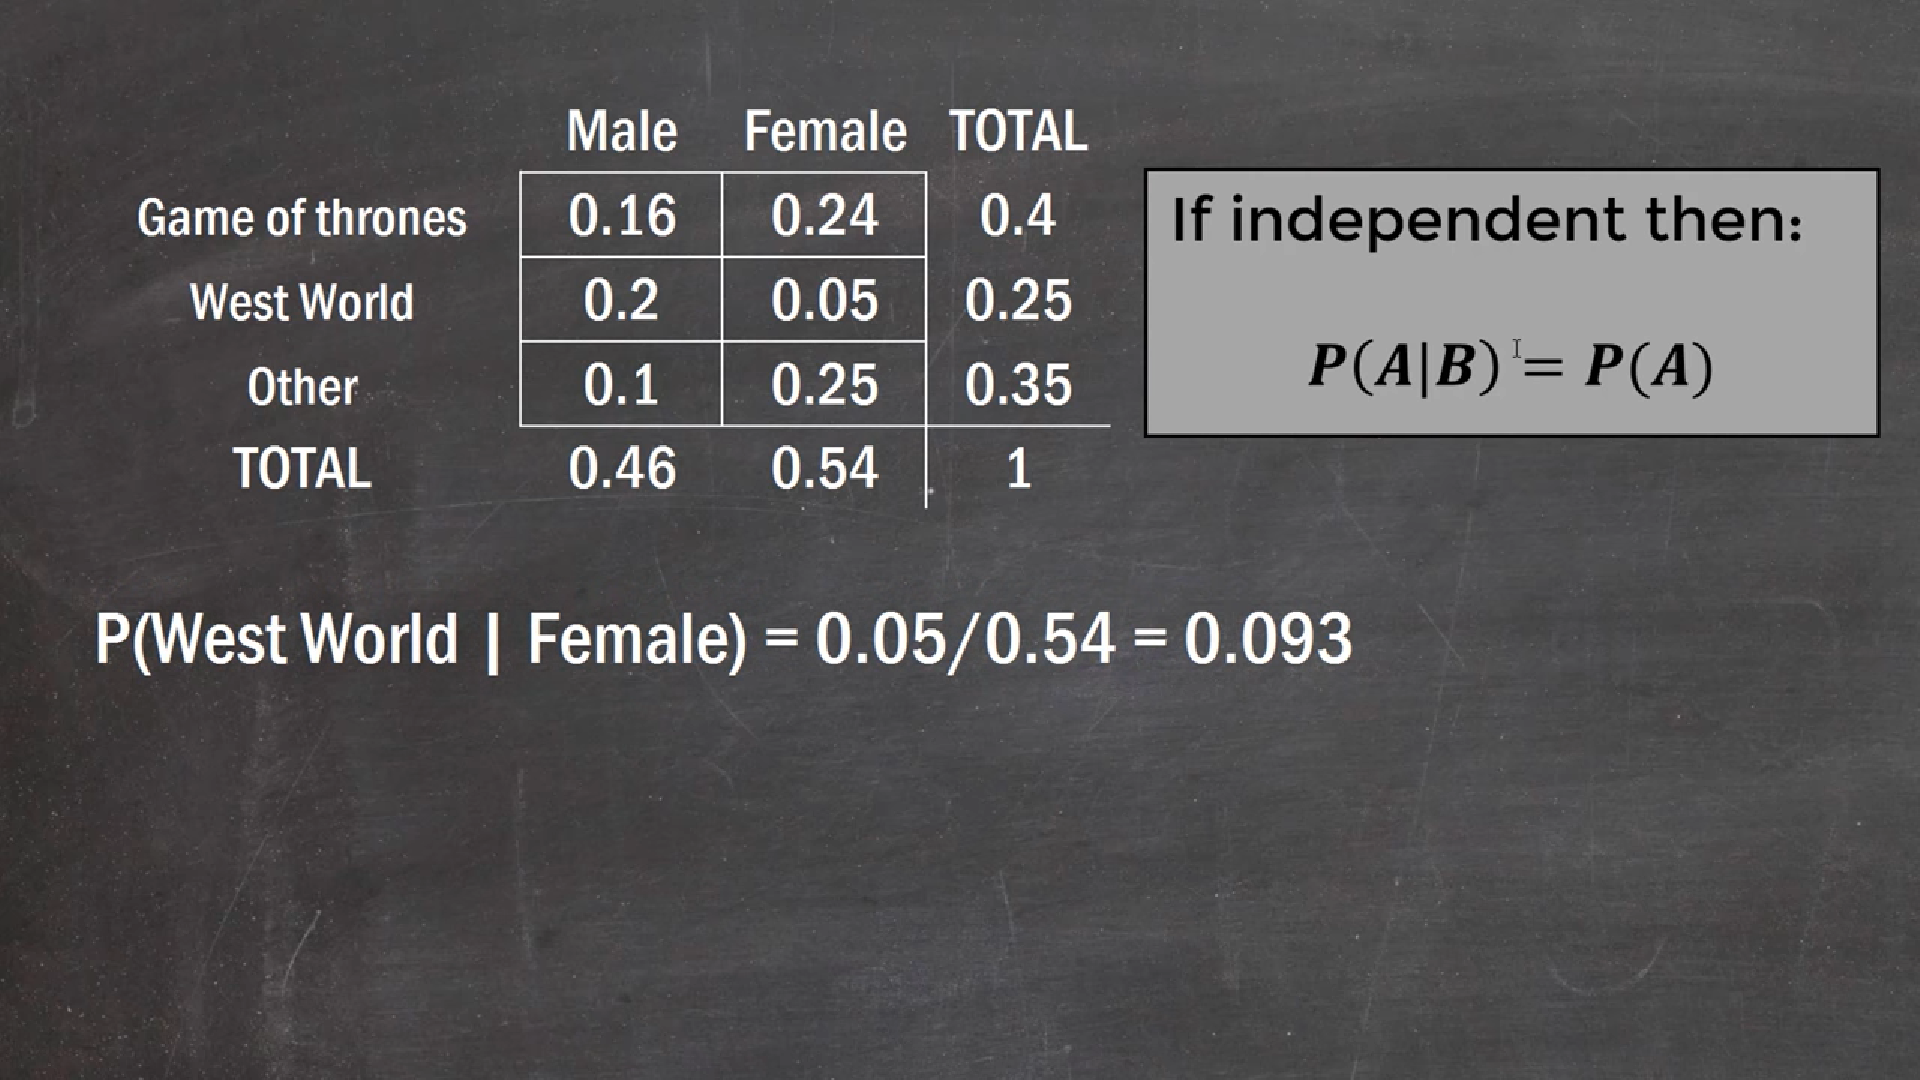 Male Female TOTAL
Game of thrones 0.16 0.24 0.4
West World 0.2 0.05 0.25
Other 0.1 0.25 0.35
TOTAL 0.46 0.54 1
If independent then:
P(A|B) = P(A)
P(West World | Female) = 0.05/0.54 = 0.093